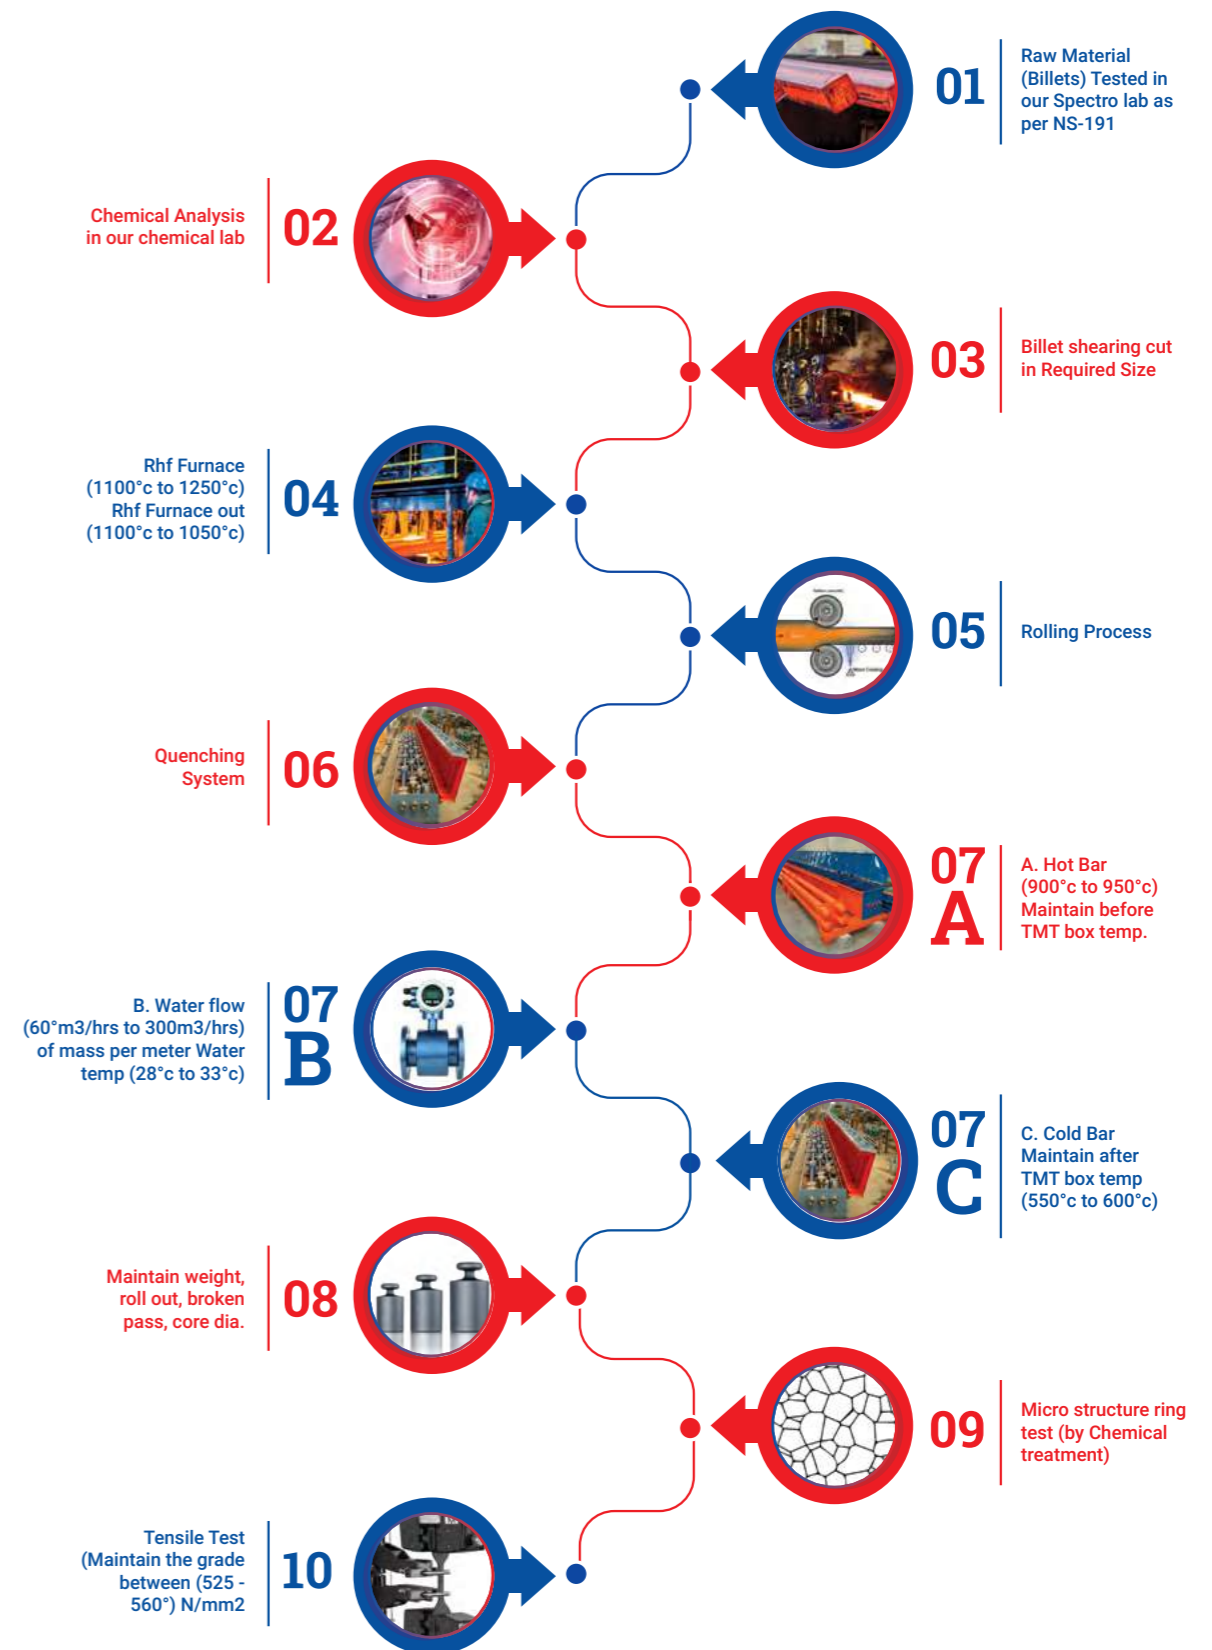 01
Raw Material
(Billets) Tested in
our Spectro lab as
per NS-191
Chemical Analysis
in our chemical lab
02
03
Billet shearing cut
in Required Size
Rhf Furnace
(1100°c to 1250°c)
Rhf Furnace out
(1100°c to 1050°c)
04
05
Rolling Process
Quenching
System
06
07
A
A. Hot Bar
(900°c to 950°c)
Maintain before
TMT box temp.
B. Water flow
(60°m3/hrs to 300m3/hrs)
of mass per meter Water
temp (28°c to 33°c)
07
B
07
C
C. Cold Bar
Maintain after
TMT box temp
(550°c to 600°c)
Maintain weight,
roll out, broken
pass, core dia.
08
09
Micro structure ring
test (by Chemical
treatment)
Tensile Test
(Maintain the grade
between (525 -
560°) N/mm2
10